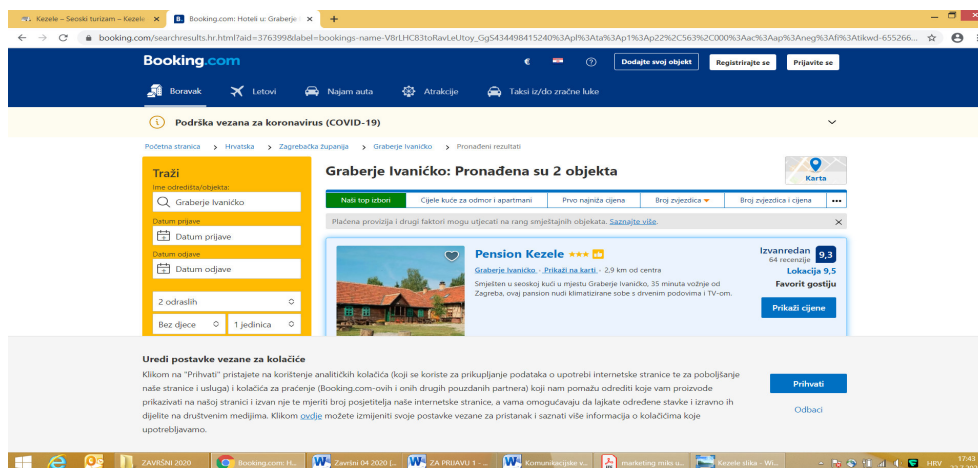 Kezele – Seoski turizam – Kezele
Booking.com: Hoteli u: Graberje I
booking.com/searchresults.hr.html?aid=376399&label=bookings-name-V8rLHC83toRavLeUtoy_GgS434498415240%3Apl%3Ata%3Ap1%3Ap22%2C563%2C000%3Aac%3Aap%3Aneg%3Afi%3Atikwd-655266...
Booking.com
€
Dodajte svoj objekt
Registrirajte se
Prijavite se
Boravak
Letovi
Najam auta
Atrakcije
Taksi iz/do zračne luke
Podrška vezana za koronavirus (COVID-19)
Početna stranica > Hrvatska > Zagrebačka županija > Graberje Ivaničko > Pronađeni rezultati
Traži
Ime odredišta/objekta:
Graberje Ivaničko
Datum prijave
Datum prijave
Datum odjave
Datum odjave
2 odraslih
Bez djece
1 jedinica
Graberje Ivaničko: Pronađena su 2 objekta
Karta
Naši top izbori
Cijele kuće za odmor i apartmani
Prvo najniža cijena
Broj zvjezdica
Broj zvjezdica i cijena
Plaćena provizija i drugi faktori mogu utjecati na rang smještajnih objekata. Saznajte više.
Pension Kezele
Graberje Ivaničko - Prikaži na karti - 2,9 km od centra
Smješten u seoskoj kući u mjestu Graberje Ivaničko, 35 minuta vožnje od
Zagreba, ovaj pansion nudi klimatizirane sobe s drvenim podovima i TV-om.
Izvanredan 9,3
64 recenzije
Lokacija 9,5
Favorit gostiju
Prikaži cijene
Uredi postavke vezane za kolačiće
Klikom na "Prihvati" pristajete na korištenje analitičkih kolačića (koji se koriste za prikupljanje podataka o upotrebi internetske stranice te za poboljšanje
naše stranice i usluga) i kolačića za praćenje (Booking.com-ovih i onih drugih pouzdanih partnera) koji nam pomažu odrediti koje vam proizvode
prikazivati na našoj stranici i izvan nje te mjeriti broj posjetitelja naše internetske stranice, a vama omogućavaju da lajkate određene stavke i izravno ih
dijelite na društvenim medijima. Klikom ovdje možete izmijeniti svoje postavke vezane za pristanak i saznati više informacija o kolačićima koje
upotrebljavamo.
Prihvati
Odbaci
ZAVRŠNI 2020
Booking.com: H...
Završni 04 2020 [...
ZA PRIJAVU 1 - ...
Komunikacijske v...
marketing miks u...
Kezele slika - Wi...
HRV
17:43